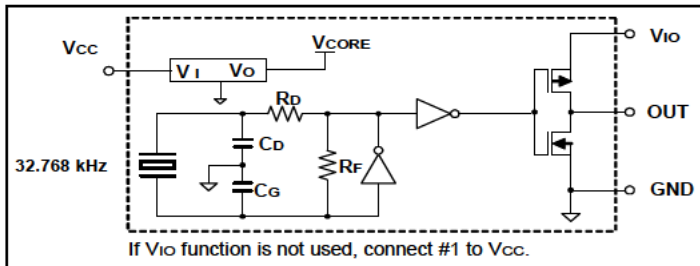 VCC
VI VO
VCORE
VIO
RD
OUT
CD
32.768 kHz
RF
CG
GND
If VIO function is not used, connect #1 to VCC.